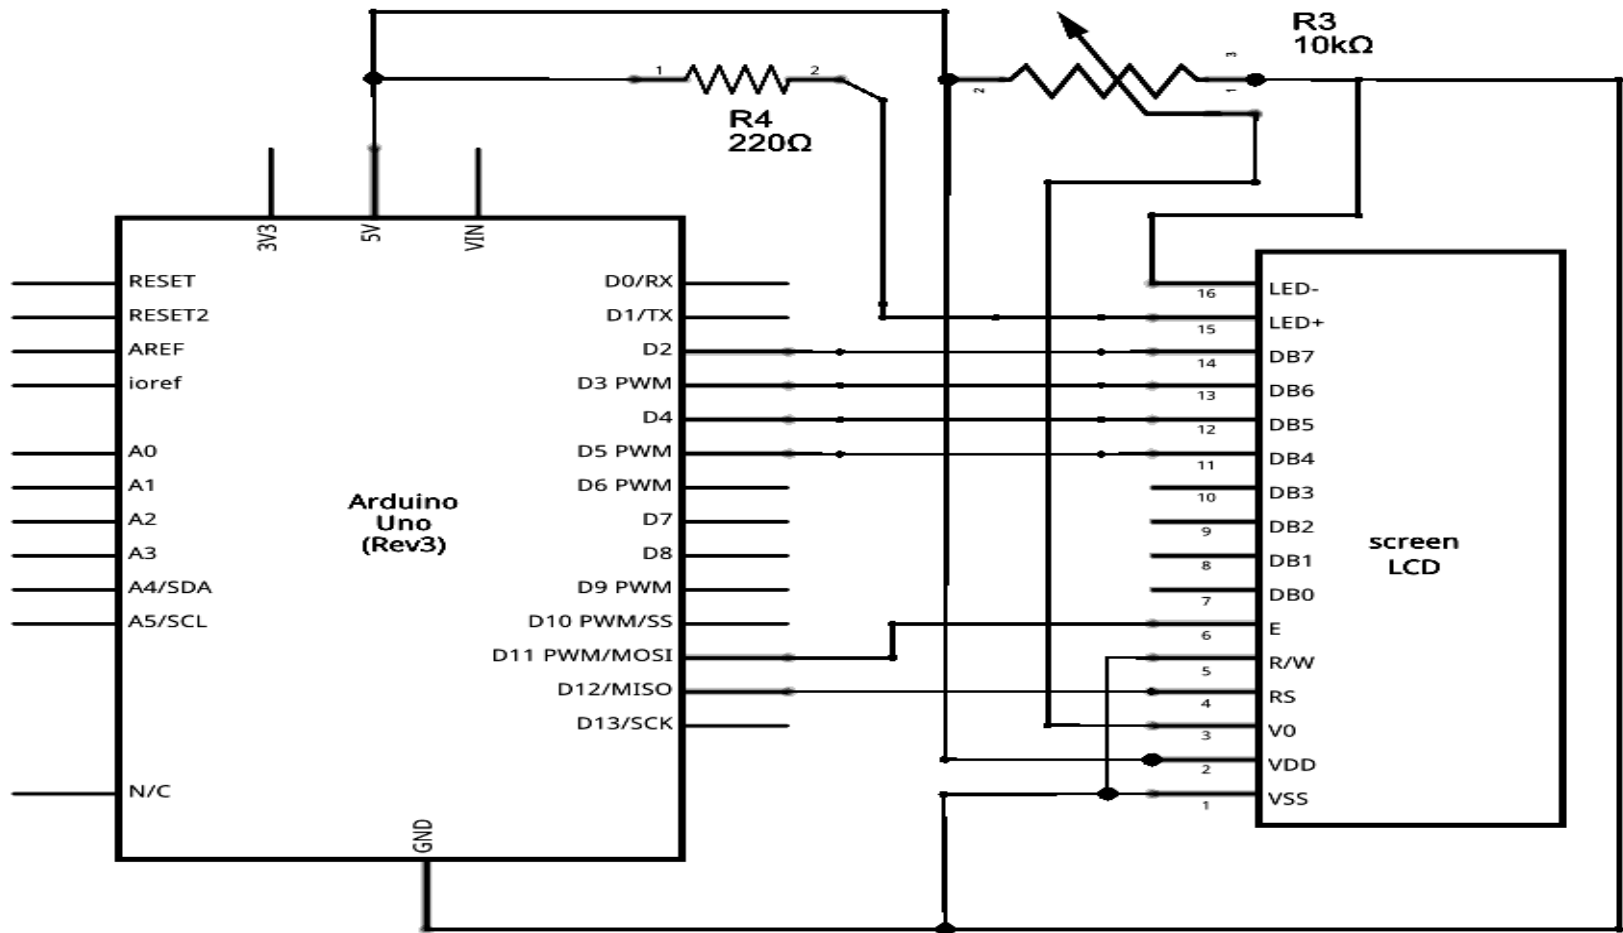 R3
10kΩ
3
1
2
1
2
R4
220Ω
3V3
5V
VIN
RESET
RESET2
AREF
ioref
A0
A1
A2
A3
A4/SDA
A5/SCL
N/C
Arduino
Uno
(Rev3)
D0/RX
D1/TX
D2
D3 PWM
D4
D5 PWM
D6 PWM
D7
D8
D9 PWM
D10 PWM/SS
D11 PWM/MOSI
D12/MISO
D13/SCK
GND
16 LED-
15 LED+
14 DB7
13 DB6
12 DB5
11 DB4
10 DB3
9 DB2
8 DB1
7 DB0
6 E
5 R/W
4 RS
3 V0
2 VDD
1 VSS
screen
LCD